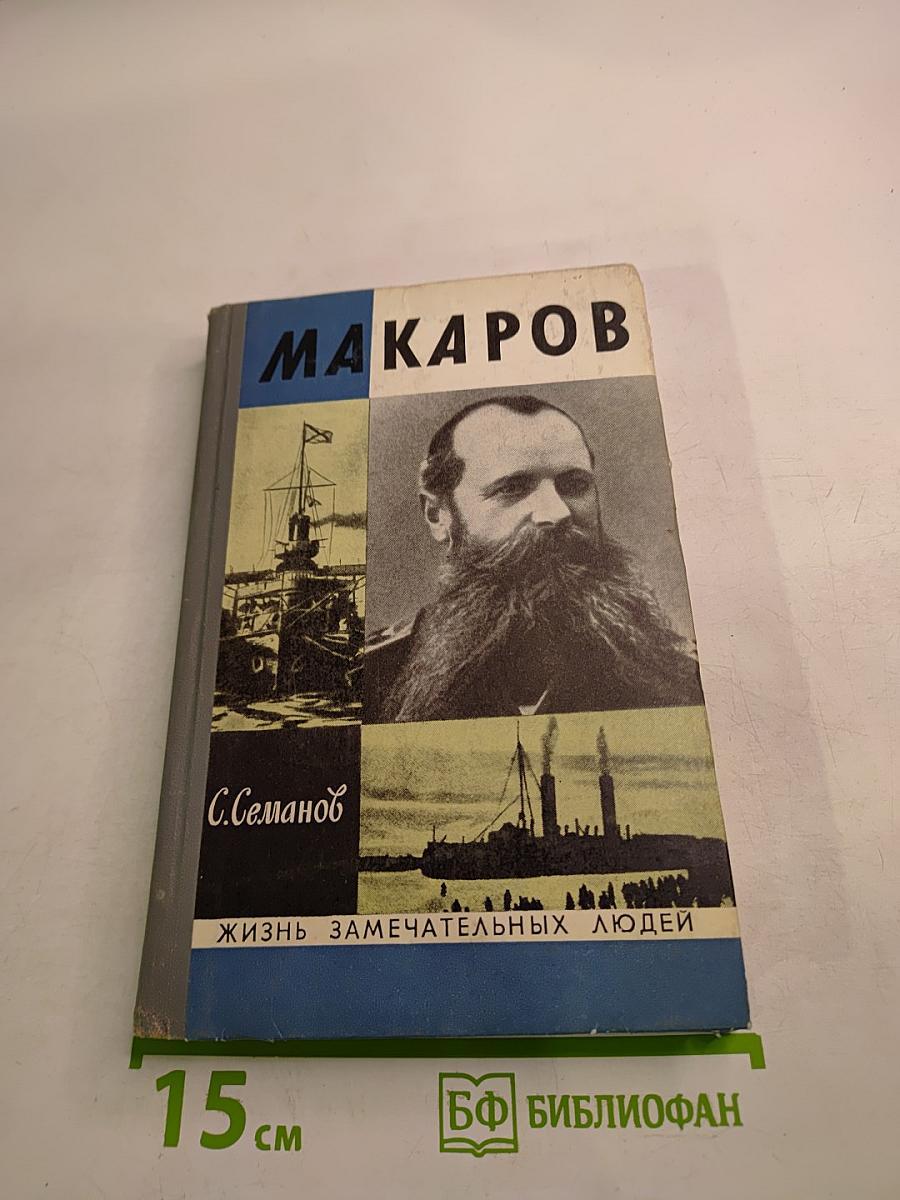 МАКАРОВ
С.Семанов
ЖИЗНЬ ЗАМЕЧАТЕЛЬНЫХ ЛЮДЕЙ
15 см
БФ БИБЛИОФАН